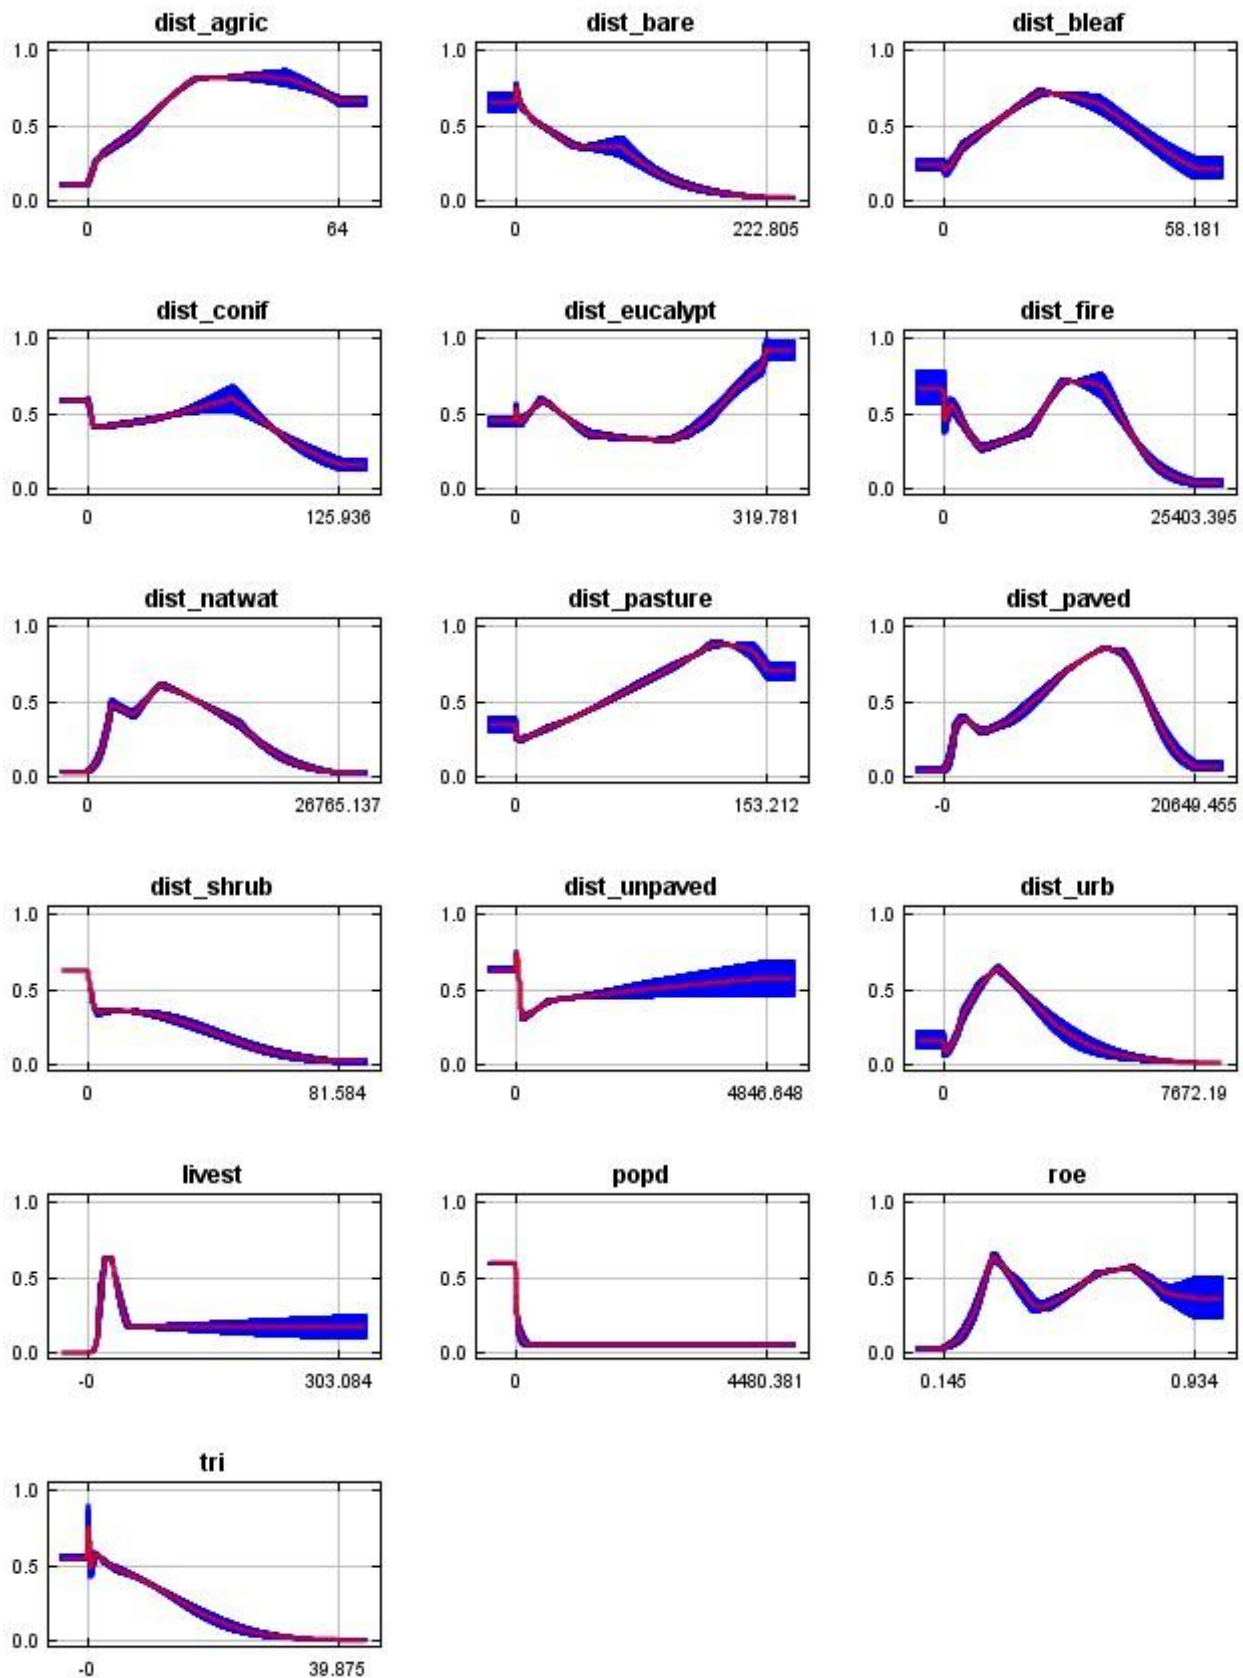 dist_agric dist_bare dist_bleaf
1.0 1.0 1.0
0.5 0.5 0.5
0.0 0.0 0.0
0 64 0 222.805 0 58.181
dist_conif dist_eucalypt dist_fire
1.0 1.0 1.0
0.5 0.5 0.5
0.0 0.0 0.0
0 125.936 0 319.781 0 25403.395
dist_natwat dist_pasture dist_paved
1.0 1.0 1.0
0.5 0.5 0.5
0.0 0.0 0.0
0 26765.137 0 153.212 -0 20649.455
dist_shrub dist_unpaved dist_urb
1.0 1.0 1.0
0.5 0.5 0.5
0.0 0.0 0.0
0 81.584 0 4846.648 0 7672.19
livest popd roe
1.0 1.0 1.0
0.5 0.5 0.5
0.0 0.0 0.0
-0 303.084 0 4480.381 0.145 0.934
tri
1.0
0.5
0.0
-0 39.875